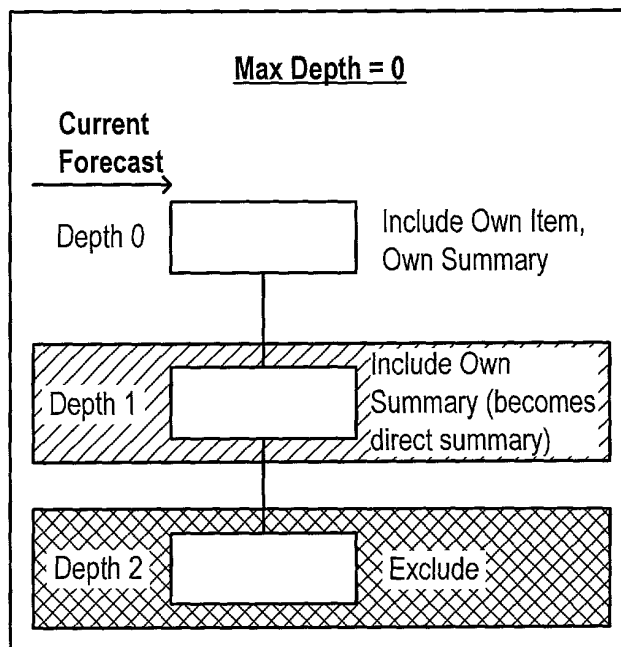 Max Depth = 0
Current
Forecast
Depth 0
Include Own Item,
Own Summary
Depth 1
Include Own
Summary (becomes
direct summary)
Depth 2
Exclude